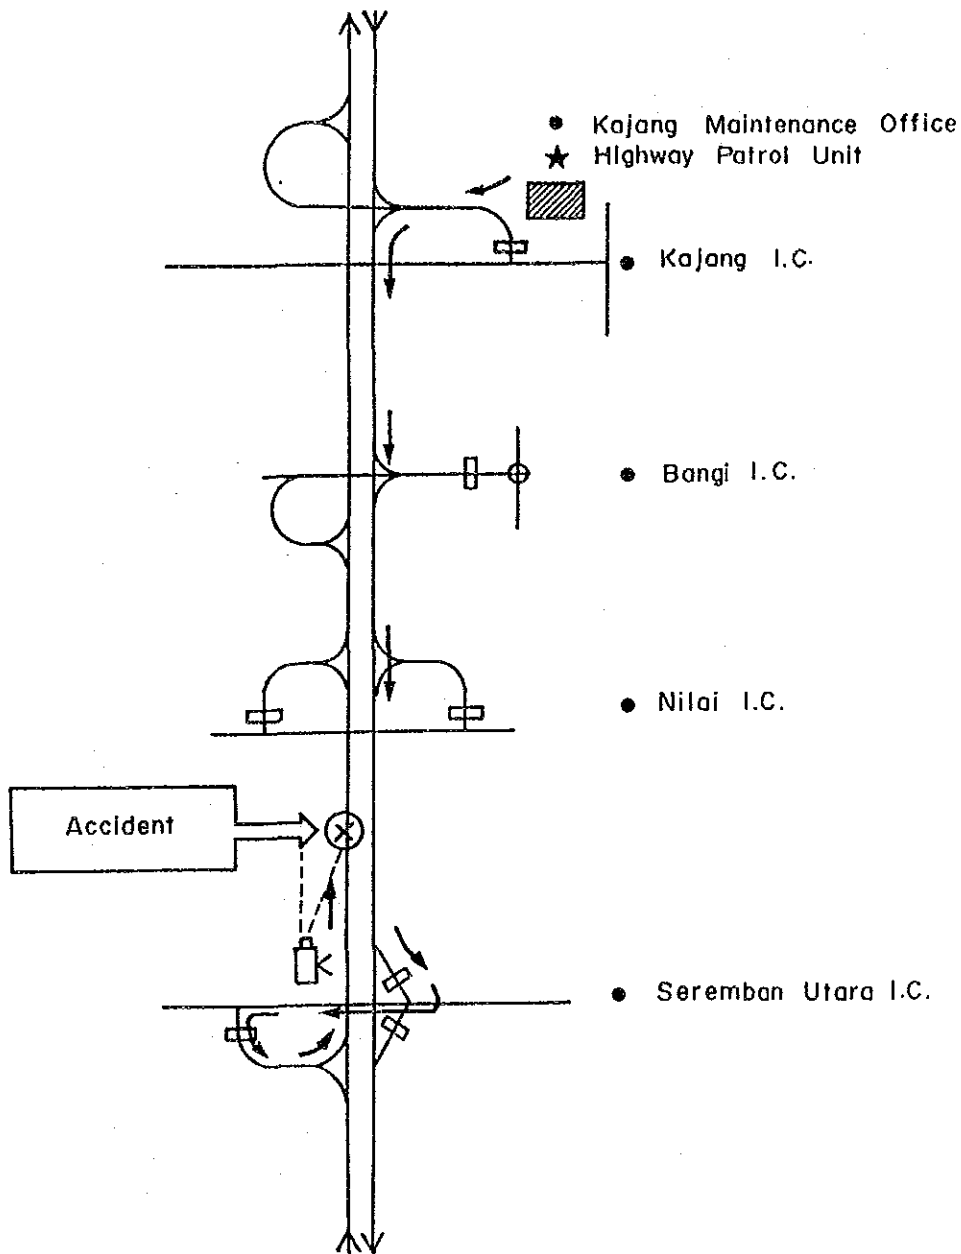 ● Kajang Maintenance Office
★ Highway Patrol Unit
● Kajang I.C.
● Bangi I.C.
● Nilai I.C.
Accident
● Seremban Utara I.C.